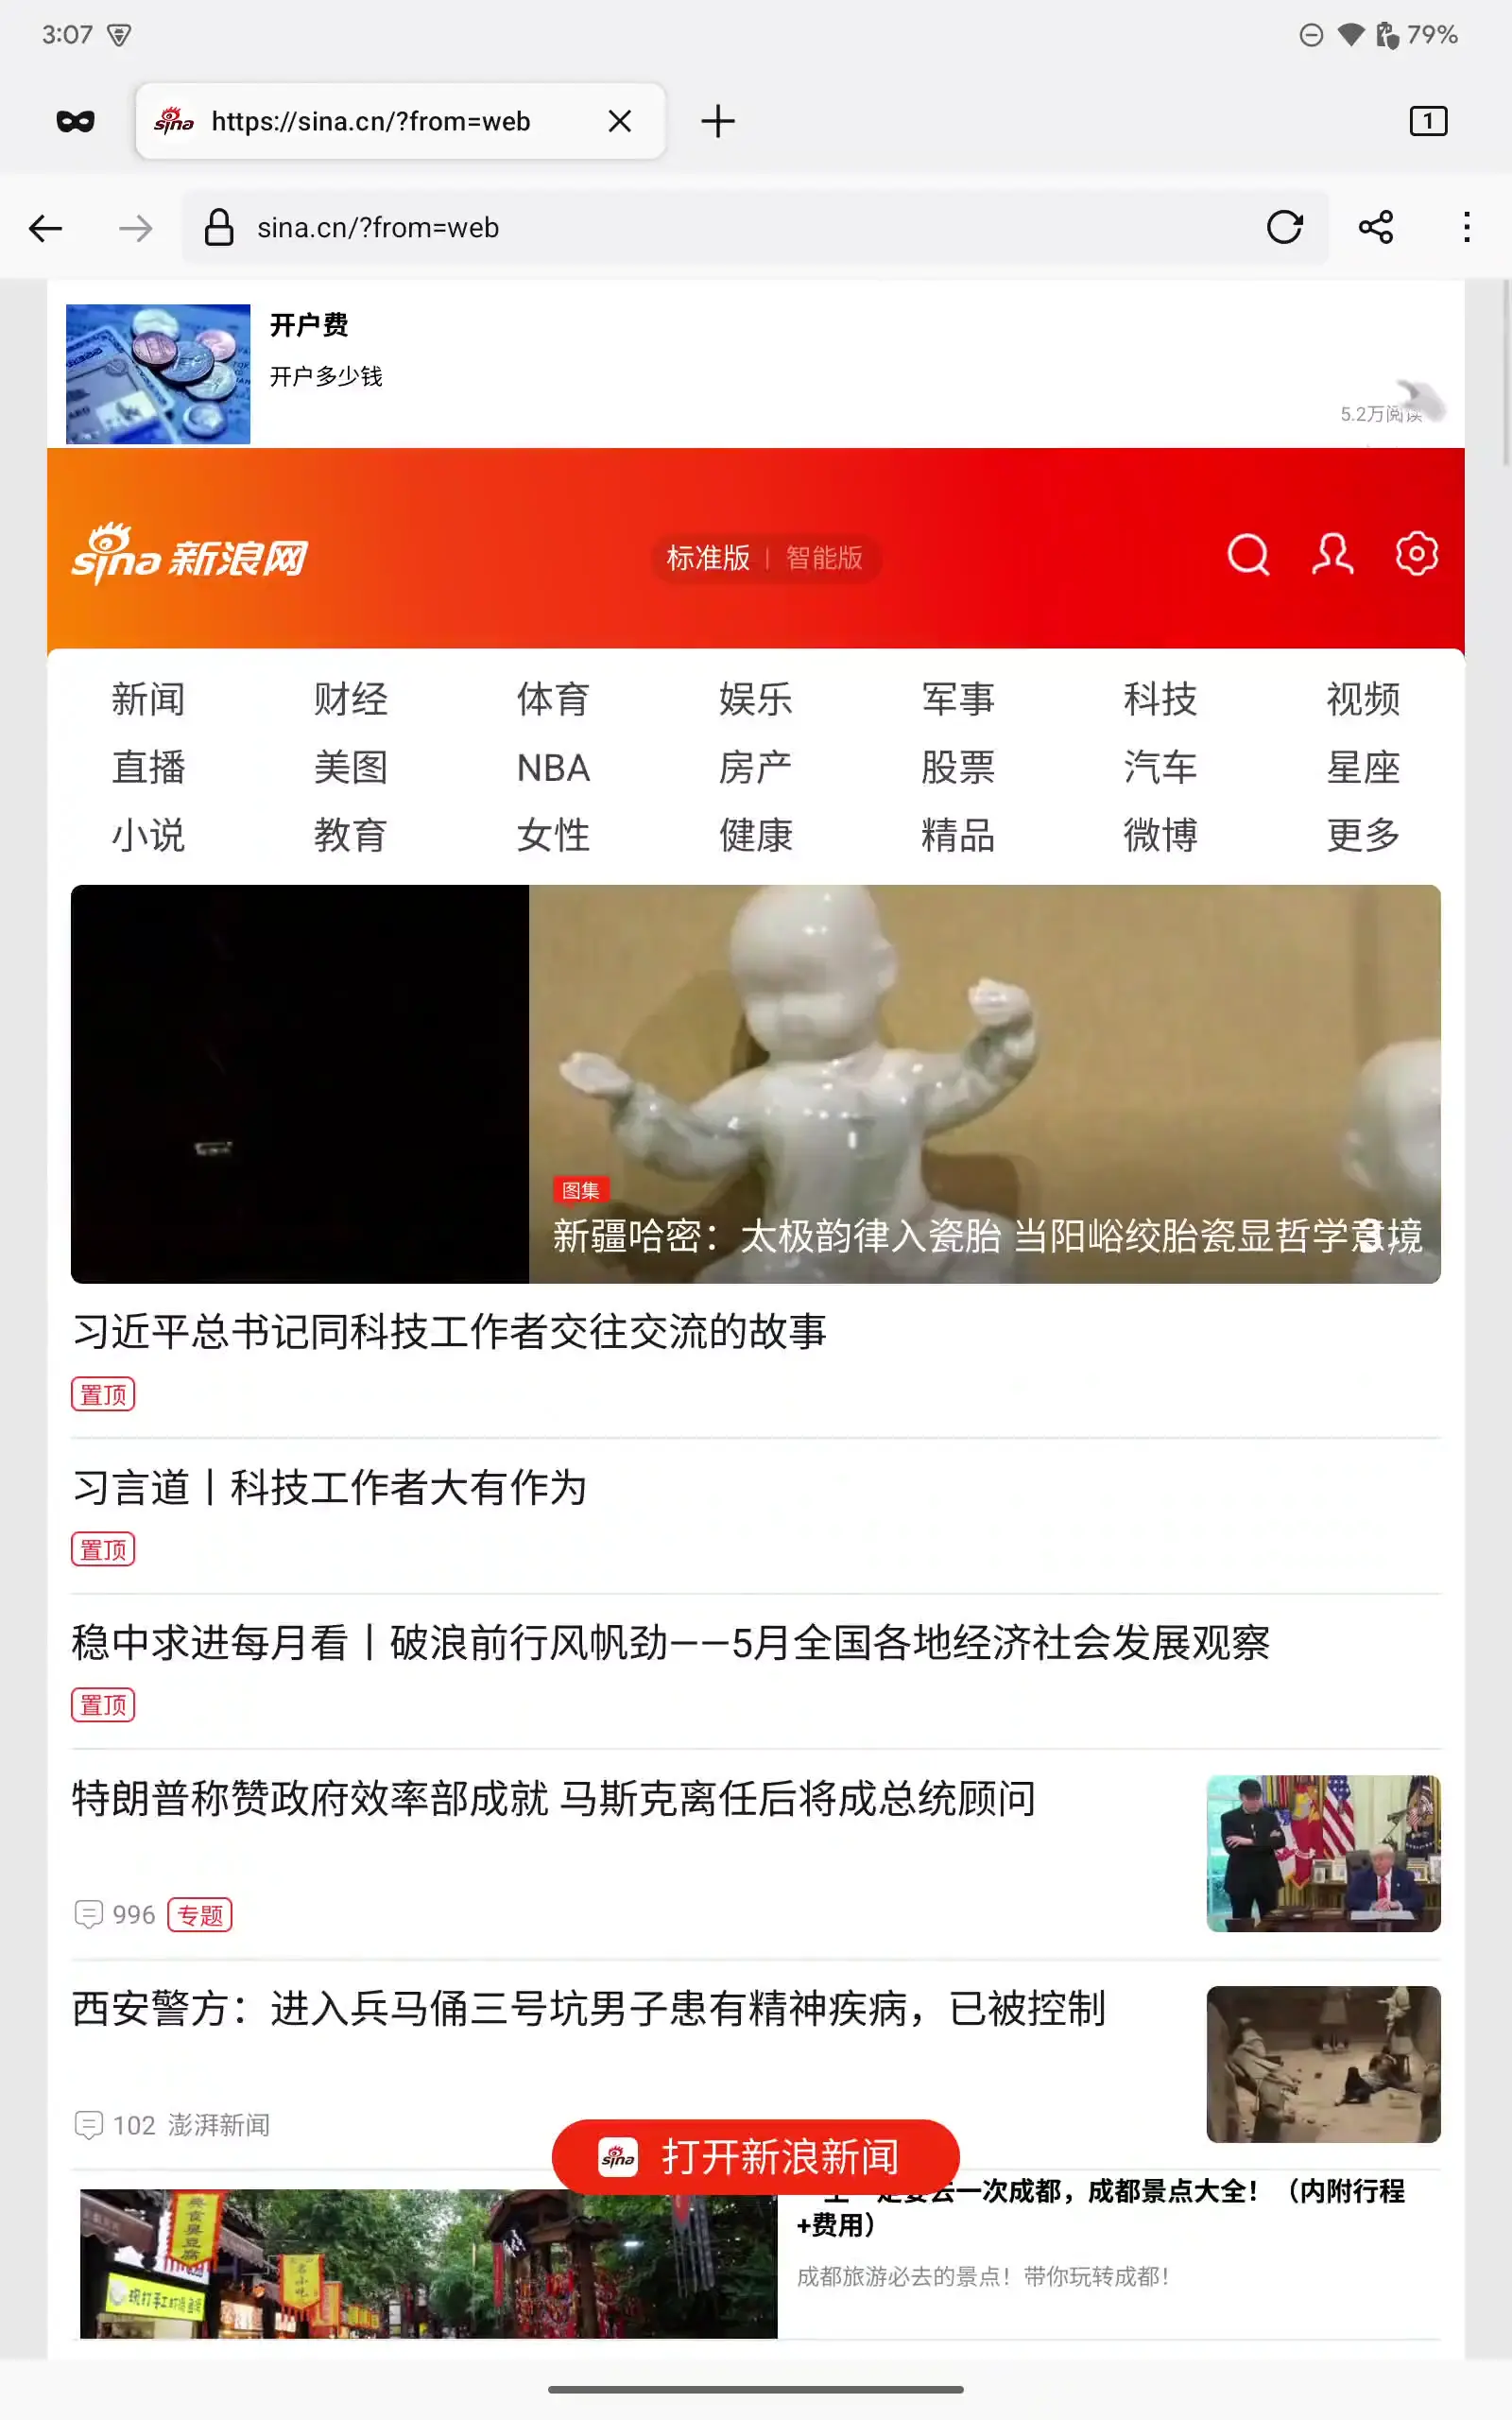 3:07
79%
sina https://sina.cn/?from=web
1
sina.cn/?from=web
开户费
开户多少钱
5.2万阅读
sina 新浪网
标准版 | 智能版
新闻 财经 体育 娱乐 军事 科技 视频
直播 美图 NBA 房产 股票 汽车 星座
小说 教育 女性 健康 精品 微博 更多
图集
新疆哈密：太极韵律入瓷胎 当阳峪绞胎瓷显哲学意境
习近平总书记同科技工作者交往交流的故事
置顶
习言道丨科技工作者大有作为
置顶
稳中求进每月看丨破浪前行风帆劲——5月全国各地经济社会发展观察
置顶
特朗普称赞政府效率部成就 马斯克离任后将成总统顾问
996 专题
西安警方：进入兵马俑三号坑男子患有精神疾病，已被控制
102 澎湃新闻
sina 打开新浪新闻
一次成都，成都景点大全！（内附行程
+费用）
成都旅游必去的景点！带你玩转成都！